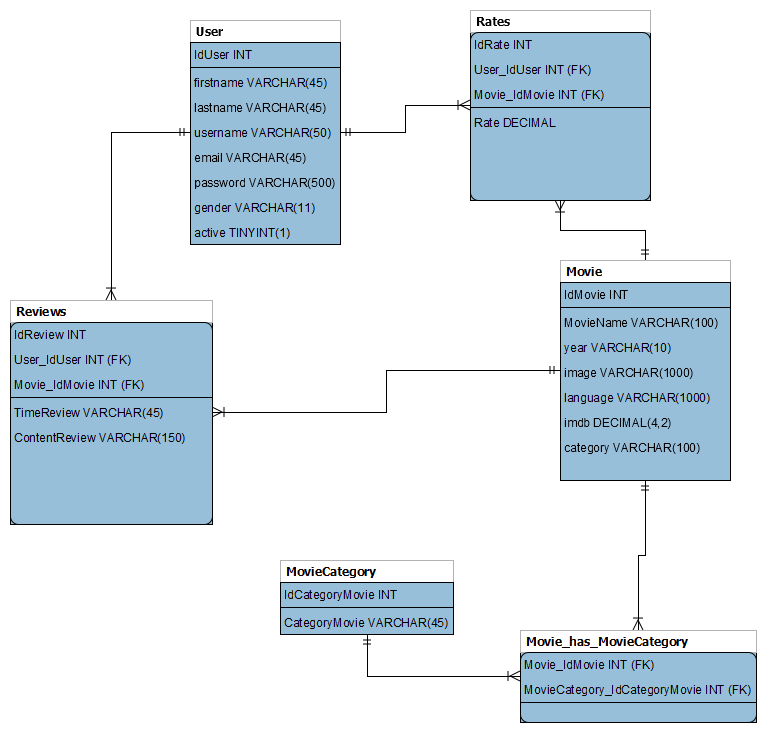 User
IdUser INT
firstname VARCHAR(45)
lastname VARCHAR(45)
username VARCHAR(50)
email VARCHAR(45)
password VARCHAR(500)
gender VARCHAR(11)
active TINYINT(1)
Rates
IdRate INT
User_IdUser INT (FK)
Movie_IdMovie INT (FK)
Rate DECIMAL
Movie
IdMovie INT
MovieName VARCHAR(100)
year VARCHAR(10)
image VARCHAR(1000)
language VARCHAR(1000)
imdb DECIMAL(4,2)
category VARCHAR(100)
Reviews
IdReview INT
User_IdUser INT (FK)
Movie_IdMovie INT (FK)
TimeReview VARCHAR(45)
ContentReview VARCHAR(150)
MovieCategory
IdCategoryMovie INT
CategoryMovie VARCHAR(45)
Movie_has_MovieCategory
Movie_IdMovie INT (FK)
MovieCategory_IdCategoryMovie INT (FK)